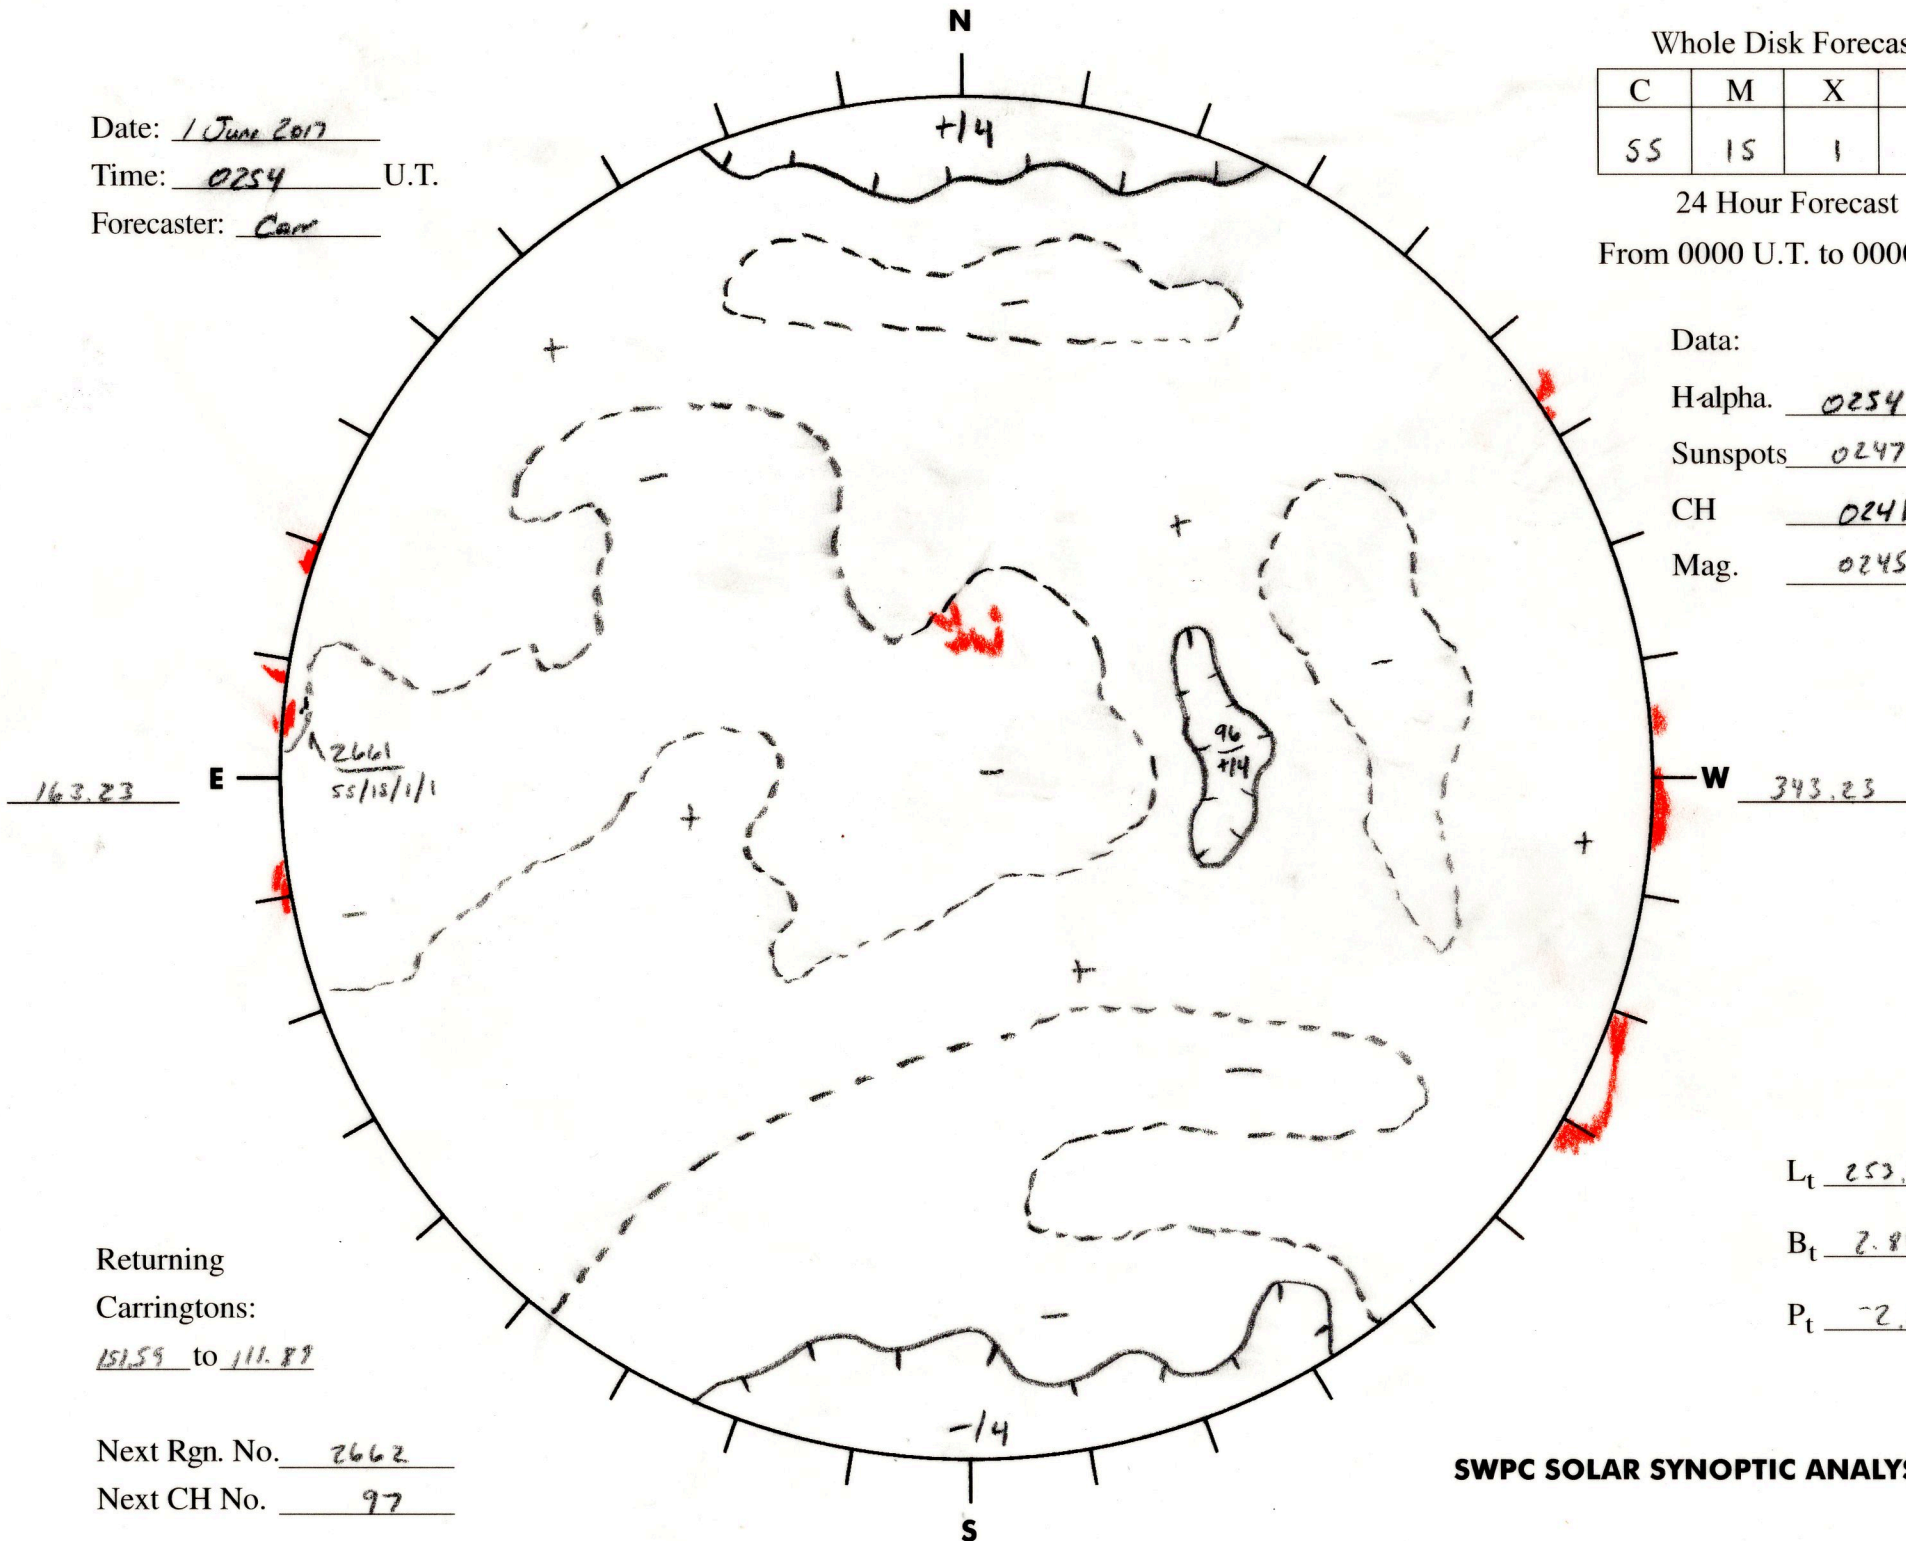 N
Whole Disk Forecas
C M X
55 15 1
24 Hour Forecast
From 0000 U.T. to 0000
Date: 1 June 2017
Time: 0254 U.T.
Forecaster: Carr
+14
Data:
H-alpha. 0254
Sunspots 0247
CH 0241
Mag. 0245
2661
55/15/1/1
96
+14
163.23 E
W 343.23
Lt 253.
Bt 2.8
Pt -2.
Returning
Carringtons:
151.59 to 111.89
Next Rgn. No. 2662
Next CH No. 97
-14
S
SWPC SOLAR SYNOPTIC ANALYS